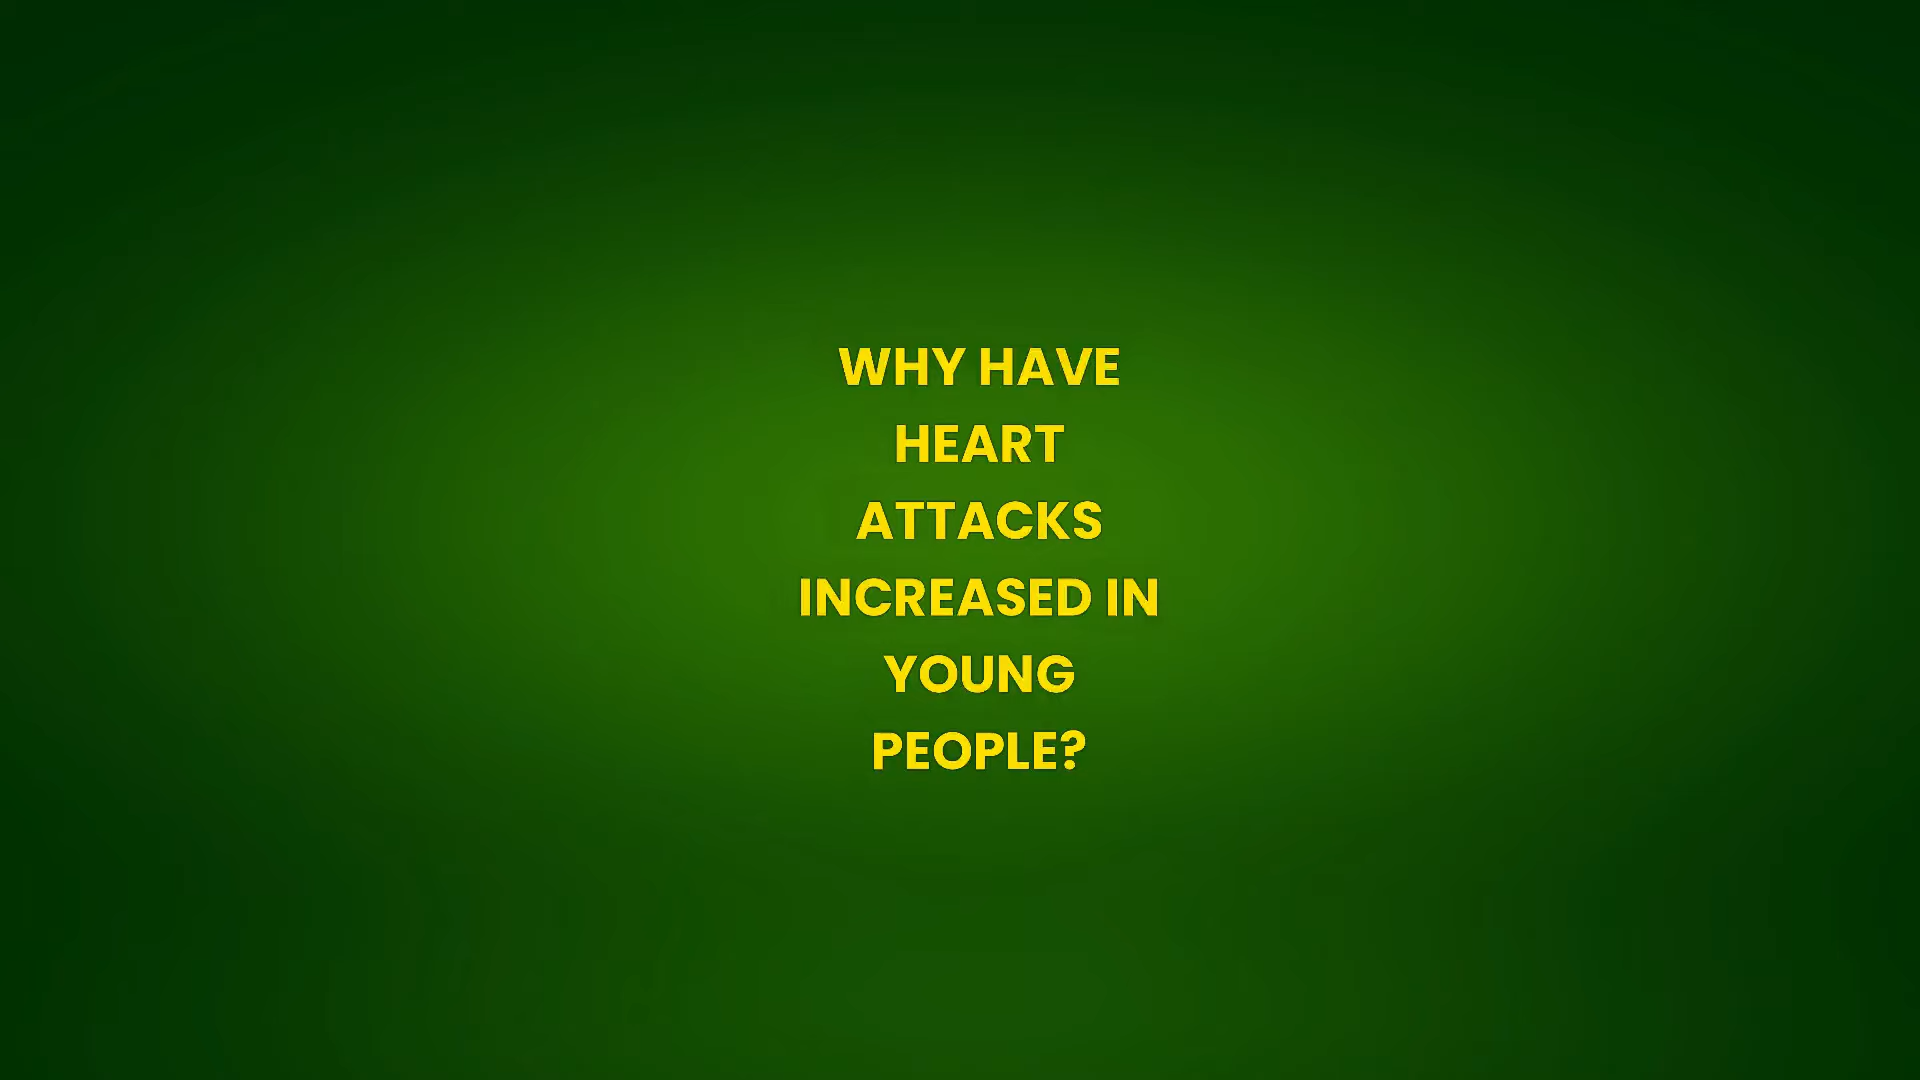 WHY HAVE
HEART
ATTACKS
INCREASED IN
YOUNG
PEOPLE?